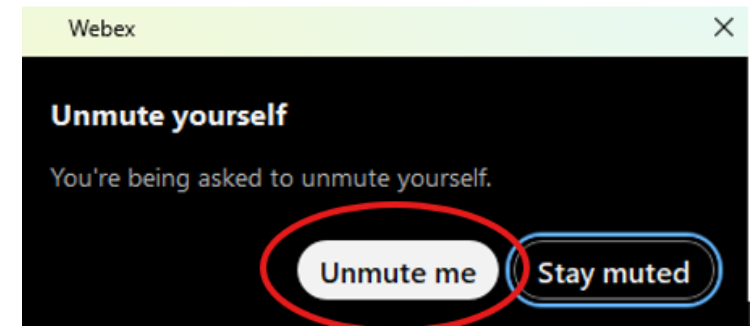 Webex
Unmute yourself
You're being asked to unmute yourself.
Unmute me Stay muted